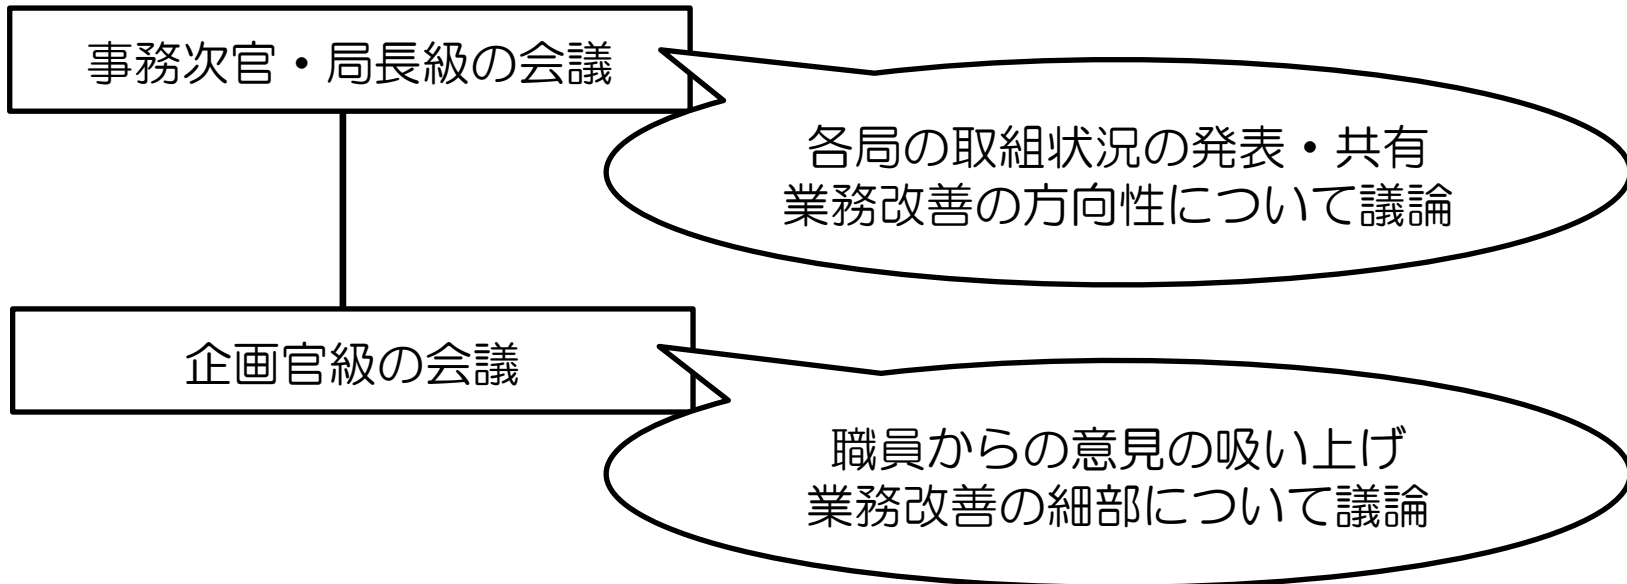 事務次官・局長級の会議
各局の取組状況の発表・共有
業務改善の方向性について議論
企画官級の会議
職員からの意見の吸い上げ
業務改善の細部について議論